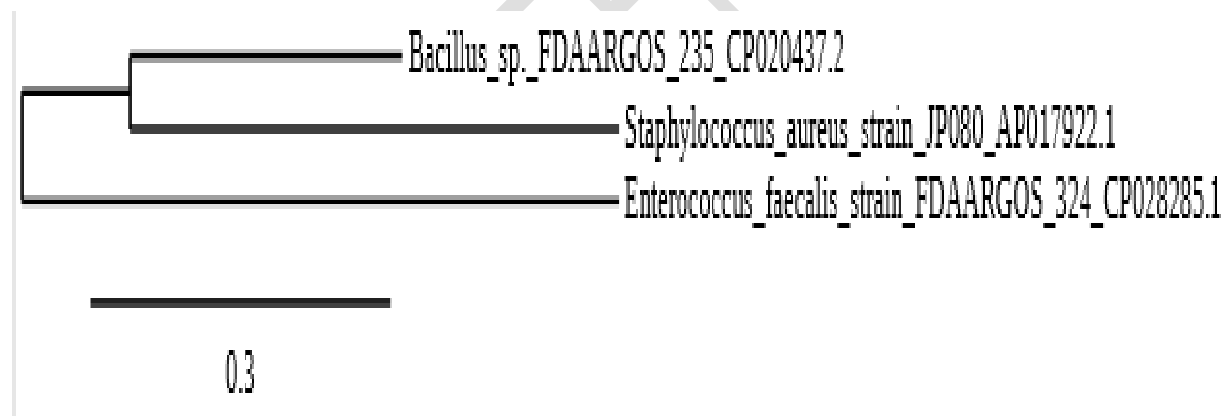 Bacillus_sp._FDAARGOS_235_CP020437.2
Staphylococcus_aureus_strain_JP080_AP017922.1
Enterococcus_faecalis_strain_FDAARGOS_324_CP028285.1
0.3